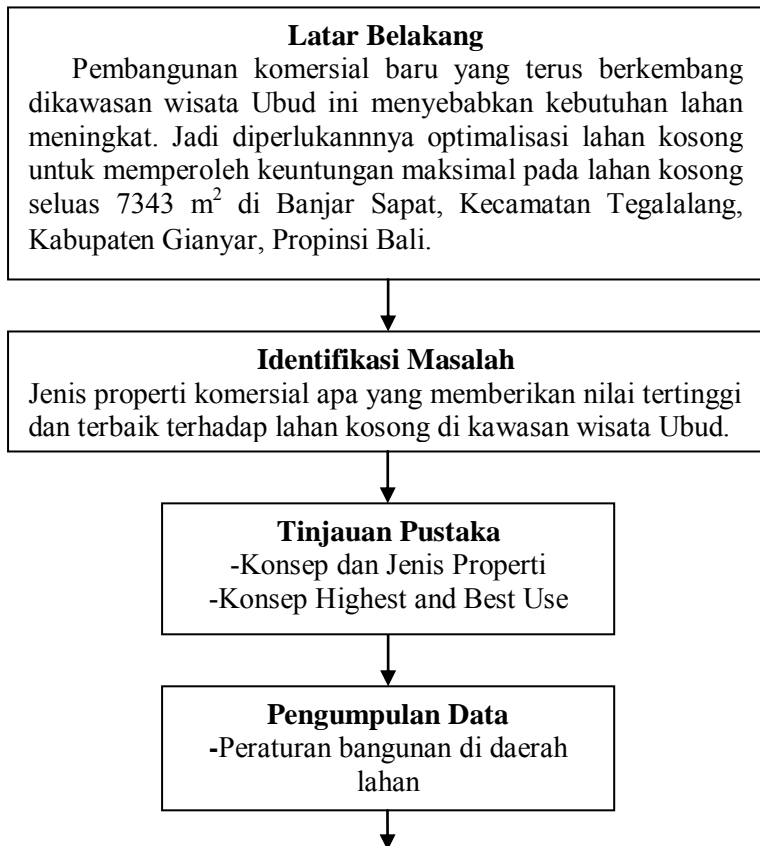 Latar Belakang
Pembangunan komersial baru yang terus berkembang
dikawasan wisata Ubud ini menyebabkan kebutuhan lahan
meningkat. Jadi diperlukannnya optimalisasi lahan kosong
untuk memperoleh keuntungan maksimal pada lahan kosong
seluas 7343 m² di Banjar Sapat, Kecamatan Tegalalang,
Kabupaten Gianyar, Propinsi Bali.
Identifikasi Masalah
Jenis properti komersial apa yang memberikan nilai tertinggi
dan terbaik terhadap lahan kosong di kawasan wisata Ubud.
Tinjauan Pustaka
-Konsep dan Jenis Properti
-Konsep Highest and Best Use
Pengumpulan Data
-Peraturan bangunan di daerah
lahan